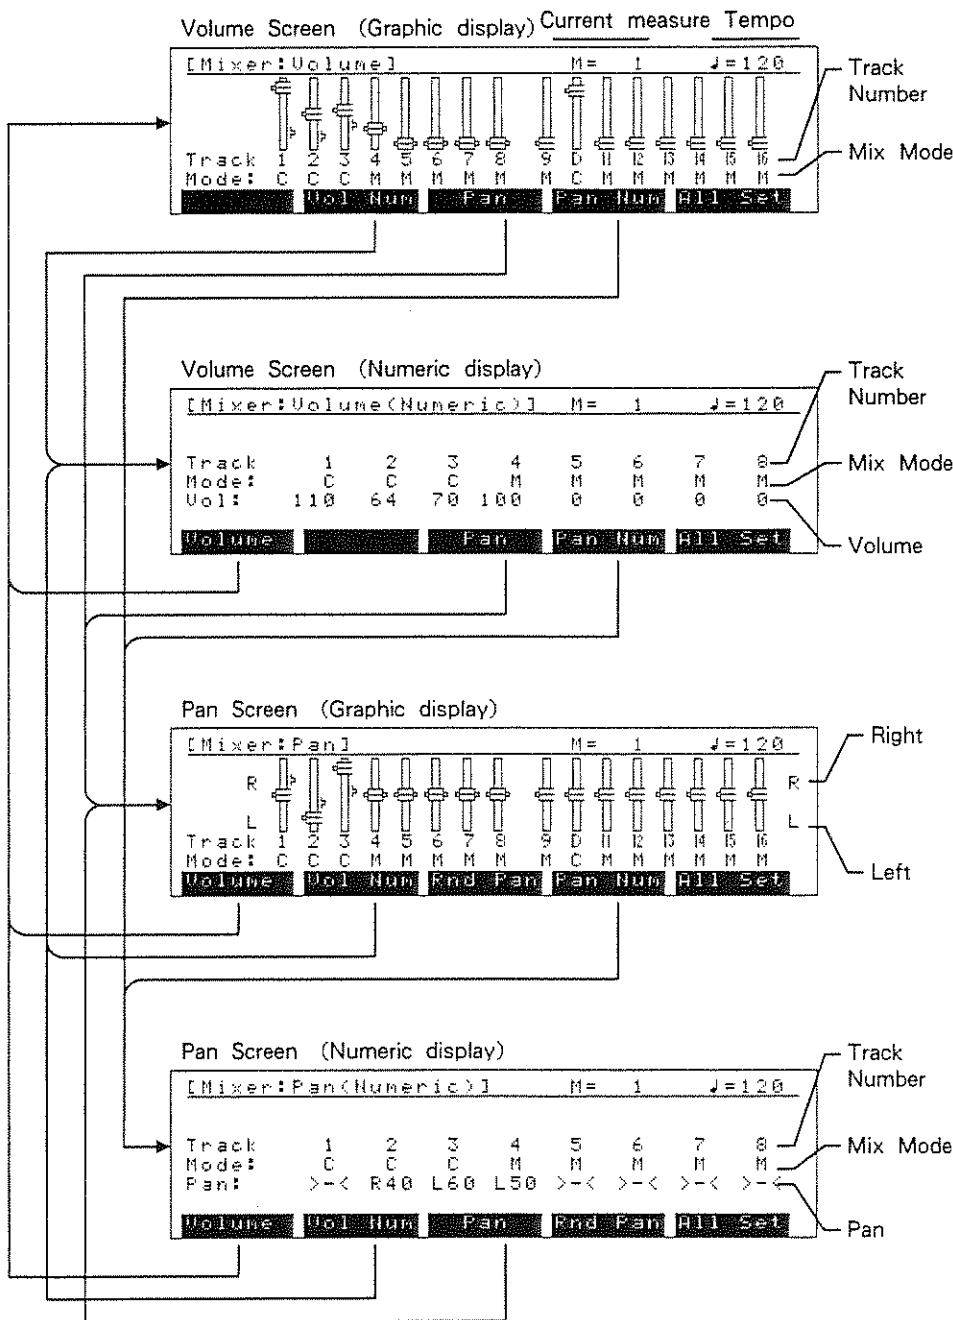 Volume Screen (Graphic display) Current measure Tempo
[Mixer:Volume] M= 1 ♩=120
Track Number
Track 1 2 3 4 5 6 7 8 9 D 11 12 13 14 15 16
Mode: C C C M M M M M M C M M M M M M
Mix Mode
Vol Num Pan Pan Num All Set
Volume Screen (Numeric display)
[Mixer:Volume(Numeric)] M= 1 ♩=120
Track Number
Track 1 2 3 4 5 6 7 8
Mode: C C C M M M M M
Mix Mode
Vol: 110 64 70 100 0 0 0 0
Volume
Volume Pan Pan Num All Set
Pan Screen (Graphic display)
[Mixer:Pan] M= 1 ♩=120
Right
R R
L L
Track 1 2 3 4 5 6 7 8 9 D 11 12 13 14 15 16
Mode: C C C M M M M M M C M M M M M M
Left
Volume Vol Num Rnd Pan Pan Num All Set
Pan Screen (Numeric display)
[Mixer:Pan(Numeric)] M= 1 ♩=120
Track Number
Track 1 2 3 4 5 6 7 8
Mode: C C C M M M M M
Mix Mode
Pan: >-< R40 L60 L50 >-< >-< >-< >-<
Pan
Volume Vol Num Pan Rnd Pan All Set